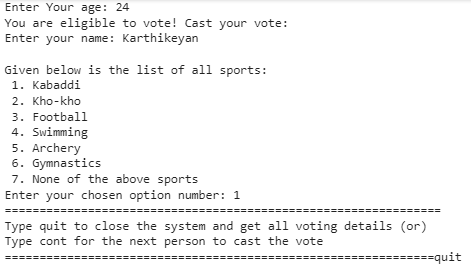 Enter Your age: 24
You are eligible to vote! Cast your vote:
Enter your name: Karthikeyan
Given below is the list of all sports:
1. Kabaddi
2. Kho-kho
3. Football
4. Swimming
5. Archery
6. Gymnastics
7. None of the above sports
Enter your chosen option number: 1
==============================================================
Type quit to close the system and get all voting details (or)
Type cont for the next person to cast the vote
=============================================================quit